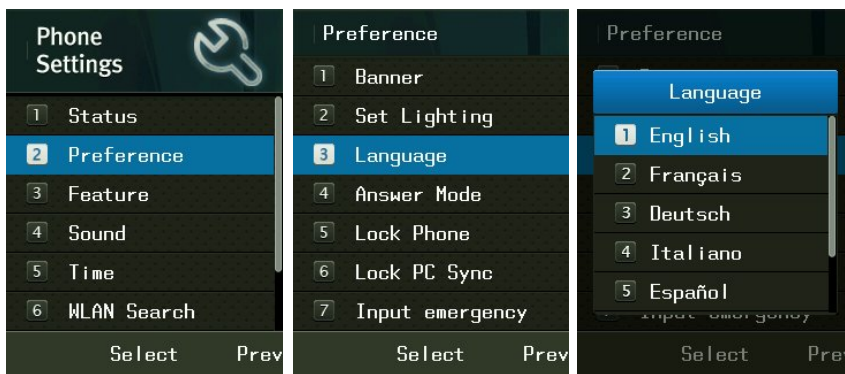 Phone
Settings
1 Status
2 Preference
3 Feature
4 Sound
5 Time
6 WLAN Search
Select Prev
Preference
1 Banner
2 Set Lighting
3 Language
4 Answer Mode
5 Lock Phone
6 Lock PC Sync
7 Input emergency
Select Prev
Preference
Language
1 English
2 Français
3 Deutsch
4 Italiano
5 Español
Input emergency
Select Pre